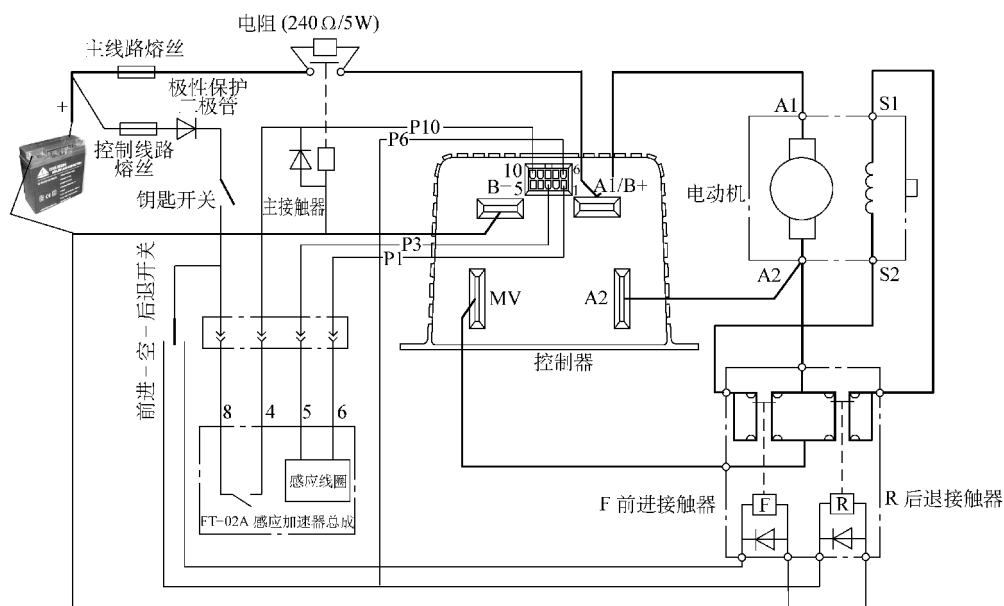 电阻 (240 Ω/5W)
主线路熔丝
极性保护
二极管
+
控制线路
熔丝
钥匙开关
主接触器
P10
P6
P3
P1
10
6
B-
5
1
A1/B+
MV
A2
控制器
A1
S1
电动机
A2
S2
前进-空-后退开关
8
4
5
6
感应线圈
FT-02A 感应加速器总成
F 前进接触器
F
R
R 后退接触器